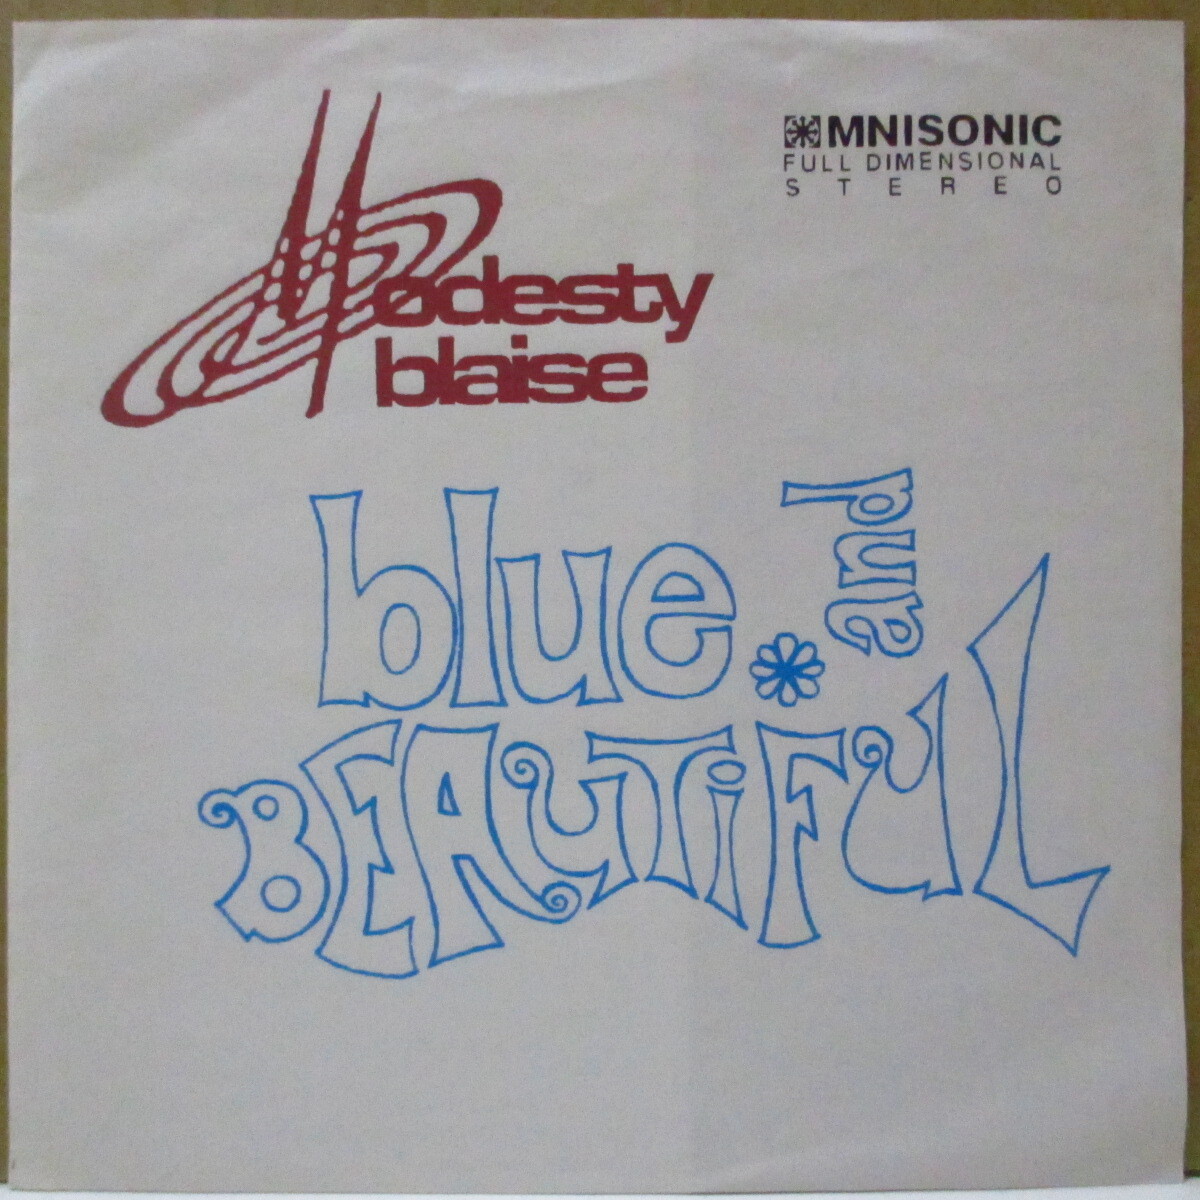 Modesty
blaise
OMNISONIC
FULL DIMENSIONAL
STEREO
blue and
BEAUTiFUL